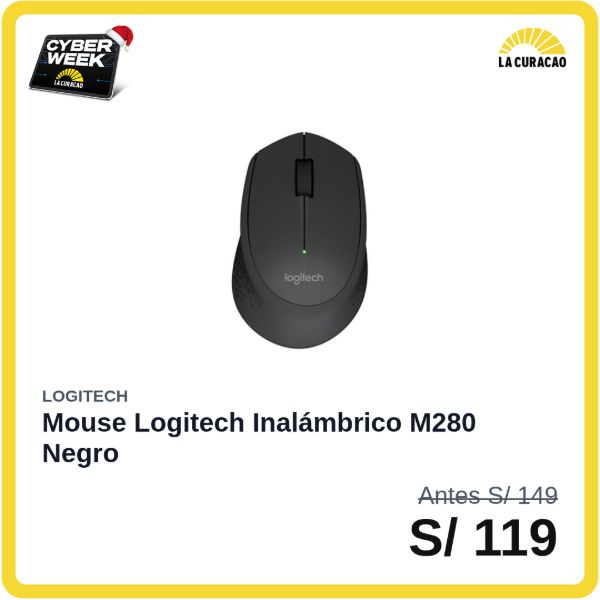 CYBER
WEEK
LA CURACAO
LA CURACAO
logitech
LOGITECH
Mouse Logitech Inalámbrico M280
Negro
Antes S/ 149
S/ 119